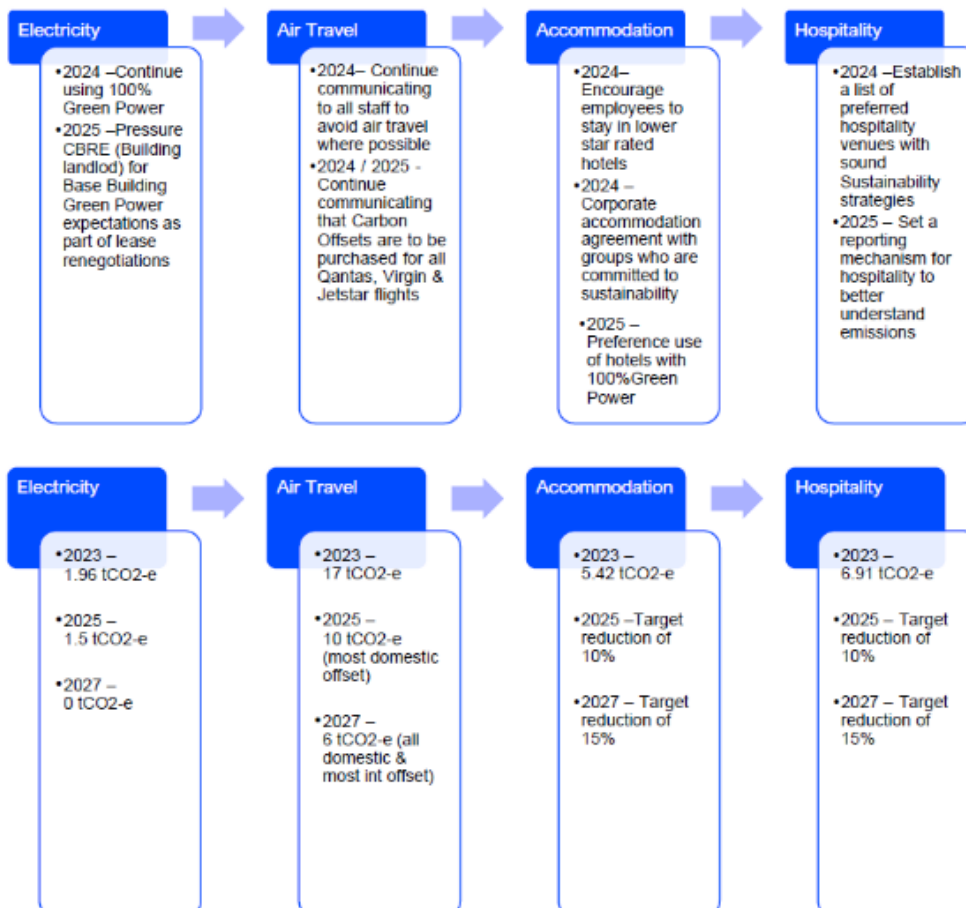 Electricity
•2024 –Continue
using 100%
Green Power
•2025 –Pressure
CBRE (Building
landlod) for
Base Building
Green Power
expectations as
part of lease
renegotiations
Air Travel
•2024– Continue
communicating
to all staff to
avoid air travel
where possible
•2024 / 2025 -
Continue
communicating
that Carbon
Offsets are to be
purchased for all
Qantas, Virgin &
Jetstar flights
Accommodation
•2024–
Encourage
employees to
stay in lower
star rated
hotels
•2024 –
Corporate
accommodation
agreement with
groups who are
committed to
sustainability
•2025 –
Preference use
of hotels with
100%Green
Power
Hospitality
•2024 –Establish
a list of
preferred
hospitality
venues with
sound
Sustainability
strategies
•2025 – Set a
reporting
mechanism for
hospitality to
better
understand
emissions
Electricity
•2023 –
1.96 tCO2-e
•2025 –
1.5 tCO2-e
•2027 –
0 tCO2-e
Air Travel
•2023 –
17 tCO2-e
•2025 –
10 tCO2-e
(most domestic
offset)
•2027 –
6 tCO2-e (all
domestic &
most int offset)
Accommodation
•2023 –
5.42 tCO2-e
•2025 –Target
reduction of
10%
•2027 – Target
reduction of
15%
Hospitality
•2023 –
6.91 tCO2-e
•2025 – Target
reduction of
10%
•2027 – Target
reduction of
15%